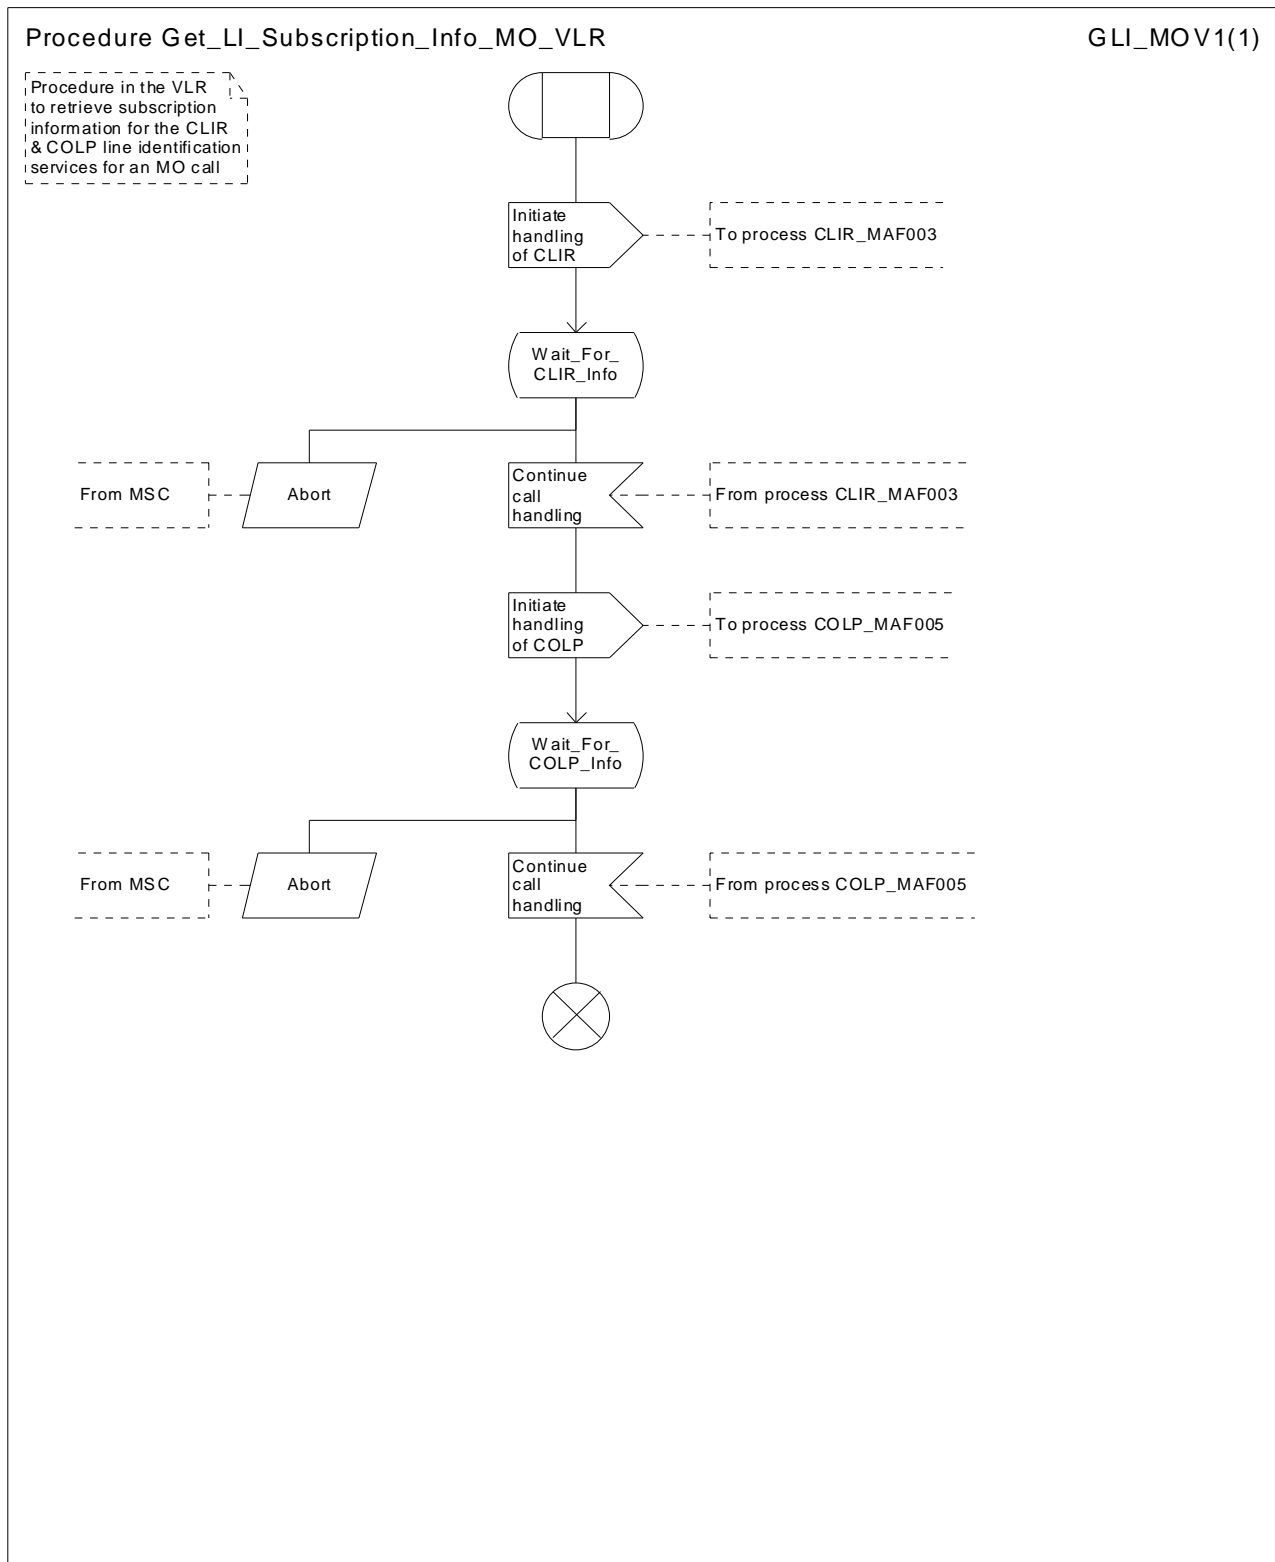 Procedure Get_LI_Subscription_Info_MO_VLR
GLI_MOV1(1)
Procedure in the VLR
to retrieve subscription
information for the CLIR
& COLP line identification
services for an MO call
Initiate
handling
of CLIR
To process CLIR_MAF003
Wait_For_
CLIR_Info
From MSC
Abort
Continue
call
handling
From process CLIR_MAF003
Initiate
handling
of COLP
To process COLP_MAF005
Wait_For_
COLP_Info
From MSC
Abort
Continue
call
handling
From process COLP_MAF005